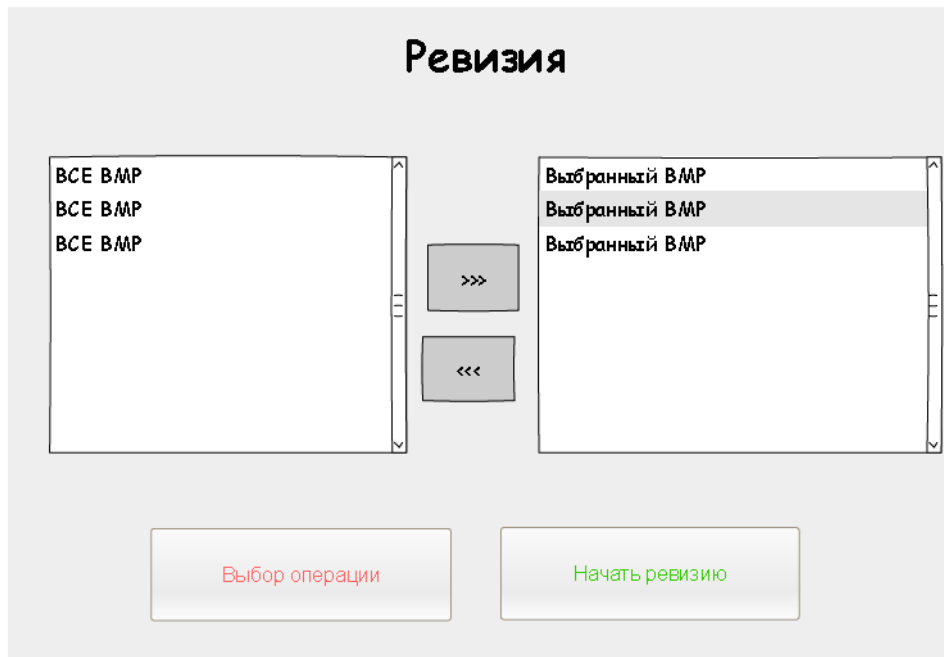 Ревизия
ВСЕ ВМР
ВСЕ ВМР
ВСЕ ВМР
>>>
<<<
Выбранный ВМР
Выбранный ВМР
Выбранный ВМР
Выбор операции
Начать ревизию